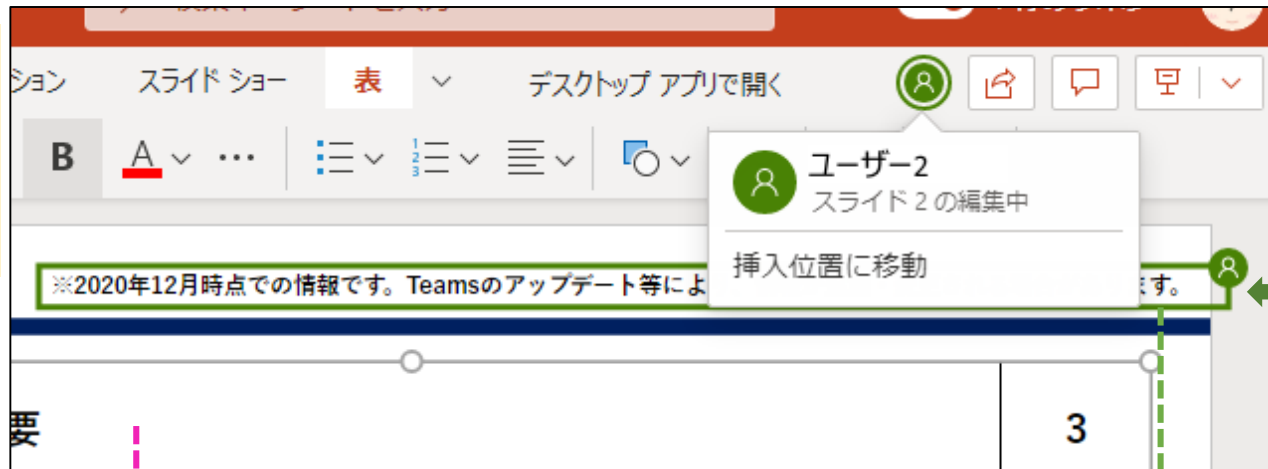 ション スライド ショー 表 デスクトップ アプリで開く
B A ...
ユーザー2
スライド 2 の編集中
挿入位置に移動
※2020年12月時点での情報です。Teamsのアップデート等によ ます。
要 3